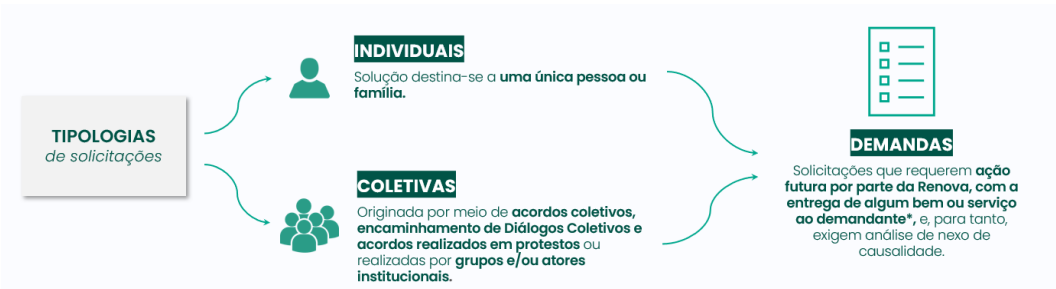 TIPOLOGIAS
de solicitações
INDIVIDUAIS
Solução destina-se a uma única pessoa ou
família.
COLETIVAS
Originada por meio de acordos coletivos,
encaminhamento de Diálogos Coletivos e
acordos realizados em protestos ou
realizadas por grupos e/ou atores
institucionais.
DEMANDAS
Solicitações que requerem ação
futura por parte da Renova, com a
entrega de algum bem ou serviço
ao demandante*, e, para tanto,
exigem análise de nexo de
causalidade.